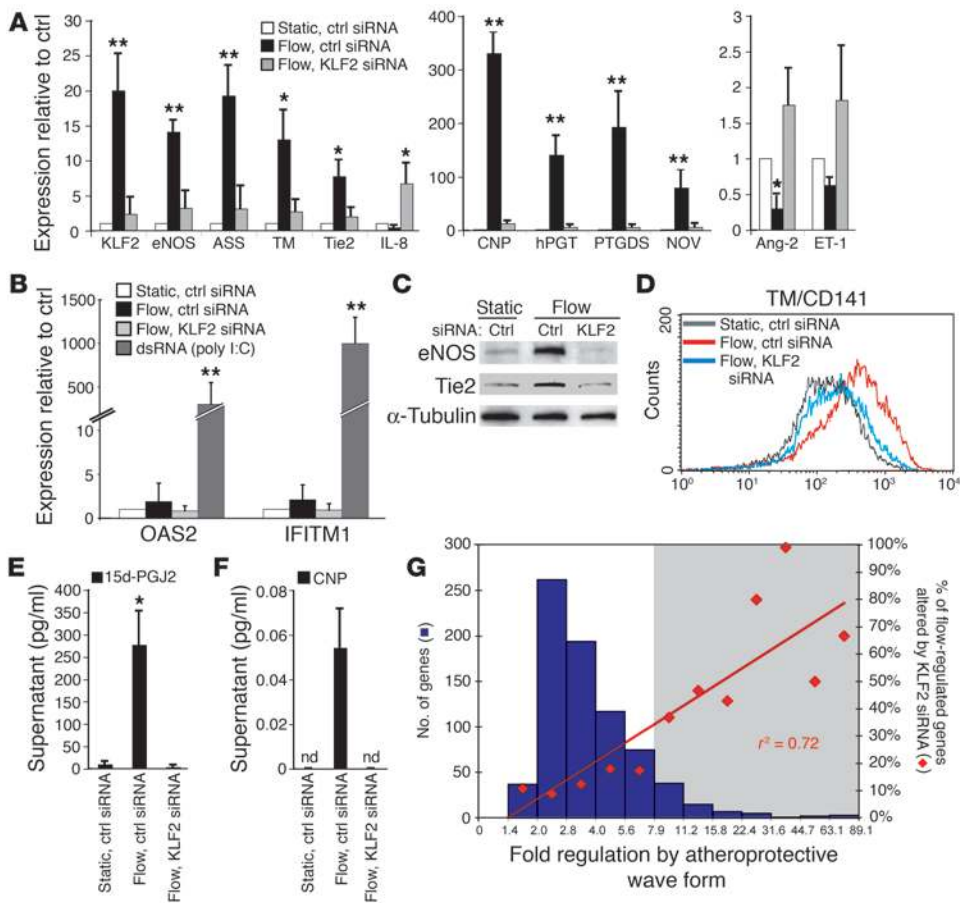 A
Expression relative to ctrl
30
25
20
15
10
5
0
Static, ctrl siRNA
Flow, ctrl siRNA
Flow, KLF2 siRNA
**
**
**
*
*
*
KLF2 eNOS ASS TM Tie2 IL-8
400
300
200
100
0
**
**
**
**
CNP hPGT PTGDS NOV
3
2.5
2
1.5
1
0.5
0
*
Ang-2 ET-1
B
Expression relative to ctrl
1500
1000
500
10
5
0
Static, ctrl siRNA
Flow, ctrl siRNA
Flow, KLF2 siRNA
dsRNA (poly I:C)
**
**
OAS2 IFITM1
C
Static Flow
siRNA: Ctrl Ctrl KLF2
eNOS
Tie2
α-Tubulin
D
TM/CD141
Counts
200
0
Static, ctrl siRNA
Flow, ctrl siRNA
Flow, KLF2
siRNA
10⁰ 10¹ 10² 10³ 10⁴
E
15d-PGJ2
Supernatant (pg/ml)
400
350
300
250
200
150
100
50
0
*
Static, ctrl siRNA
Flow, ctrl siRNA
Flow, KLF2 siRNA
F
CNP
Supernatant (pg/ml)
0.08
0.06
0.04
0.02
0
nd
nd
Static, ctrl siRNA
Flow, ctrl siRNA
Flow, KLF2 siRNA
G
No. of genes (■)
300
250
200
150
100
50
0
100%
90%
80%
70%
60%
50%
40%
30%
20%
10%
0%
% of flow-regulated genes
altered by KLF2 siRNA (♦)
r² = 0.72
0 1.4 2.0 2.8 4.0 5.6 7.9 11.2 15.8 22.4 31.6 44.7 63.1 89.1
Fold regulation by atheroprotective
wave form